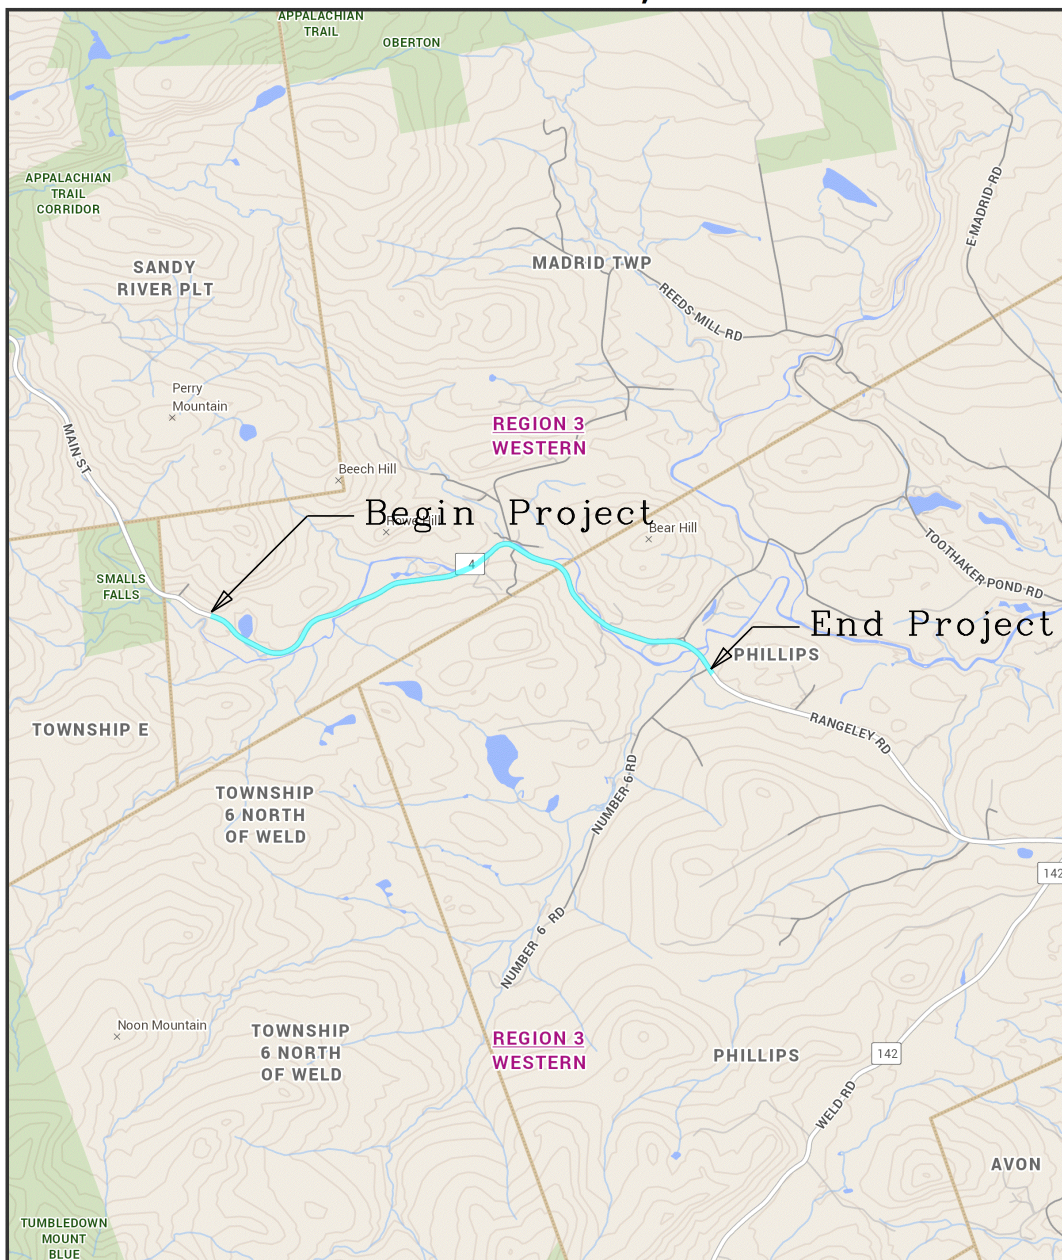 APPALACHIAN
TRAIL
OBERTON
APPALACHIAN
TRAIL
CORRIDOR
E-MADRID-RD
SANDY
RIVER PLT
MADRID TWP
REEDS-MILL-RD
Perry
Mountain
MAIN ST
REGION 3
WESTERN
Beech Hill
Begin Project
Rowe Hill
Bear Hill
TOOTHAKER-POND-RD
4
SMALLS
FALLS
End Project
PHILLIPS
TOWNSHIP E
RANGELEY RD
TOWNSHIP
6 NORTH
OF WELD
NUMBER-6-RD
142
NUMBER 6 RD
Noon Mountain
TOWNSHIP
6 NORTH
OF WELD
REGION 3
WESTERN
PHILLIPS
142
WELD RD
AVON
TUMBLEDOWN
MOUNT
BLUE